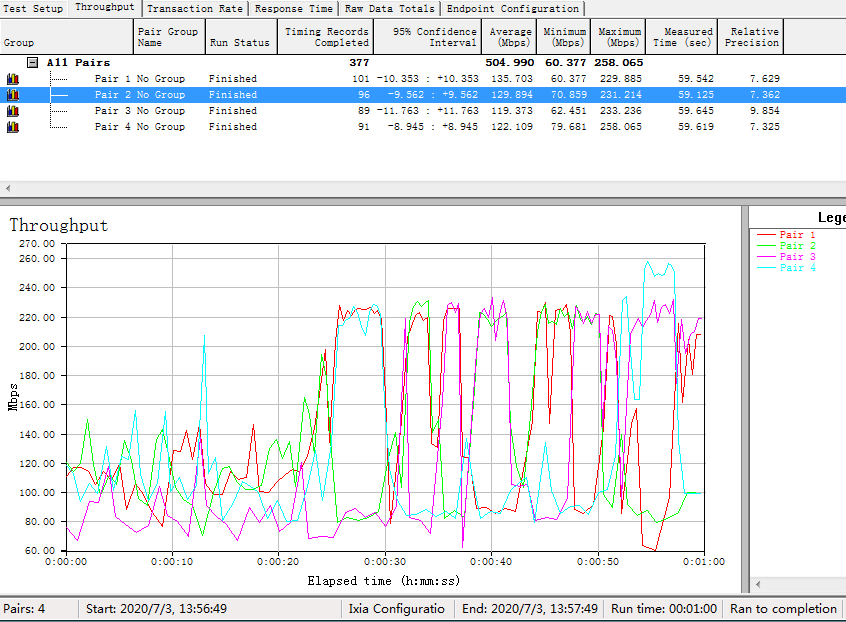 Test Setup Throughput Transaction Rate Response Time Raw Data Totals Endpoint Configuration
Group Pair Group Name Run Status Timing Records Completed 95% Confidence Interval Average (Mbps) Minimum (Mbps) Maximum (Mbps) Measured Time (sec) Relative Precision
All Pairs 377 504.990 60.377 258.065
Pair 1 No Group Finished 101 -10.353 : +10.353 135.703 60.377 229.885 59.542 7.629
Pair 2 No Group Finished 96 -9.562 : +9.562 129.894 70.859 231.214 59.125 7.362
Pair 3 No Group Finished 89 -11.763 : +11.763 119.373 62.451 233.236 59.645 9.854
Pair 4 No Group Finished 91 -8.945 : +8.945 122.109 79.681 258.065 59.619 7.325
Throughput
270.00
260.00
240.00
220.00
200.00
180.00
160.00
140.00
120.00
100.00
80.00
60.00
Mbps
0:00:00 0:00:10 0:00:20 0:00:30 0:00:40 0:00:50 0:01:00
Elapsed time (h:mm:ss)
Lege
Pair 1
Pair 2
Pair 3
Pair 4
Pairs: 4 Start: 2020/7/3, 13:56:49 Ixia Configuratio End: 2020/7/3, 13:57:49 Run time: 00:01:00 Ran to completion